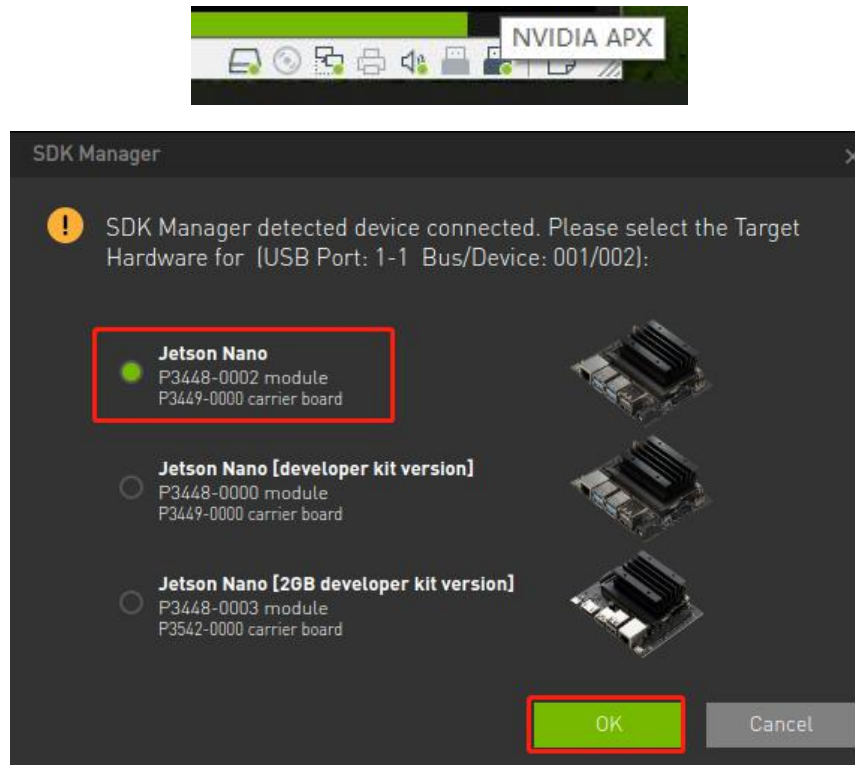 NVIDIA APX
SDK Manager
SDK Manager detected device connected. Please select the Target
Hardware for (USB Port: 1-1 Bus/Device: 001/002):
Jetson Nano
P3448-0002 module
P3449-0000 carrier board
Jetson Nano [developer kit version]
P3448-0000 module
P3449-0000 carrier board
Jetson Nano [2GB developer kit version]
P3448-0003 module
P3542-0000 carrier board
OK
Cancel